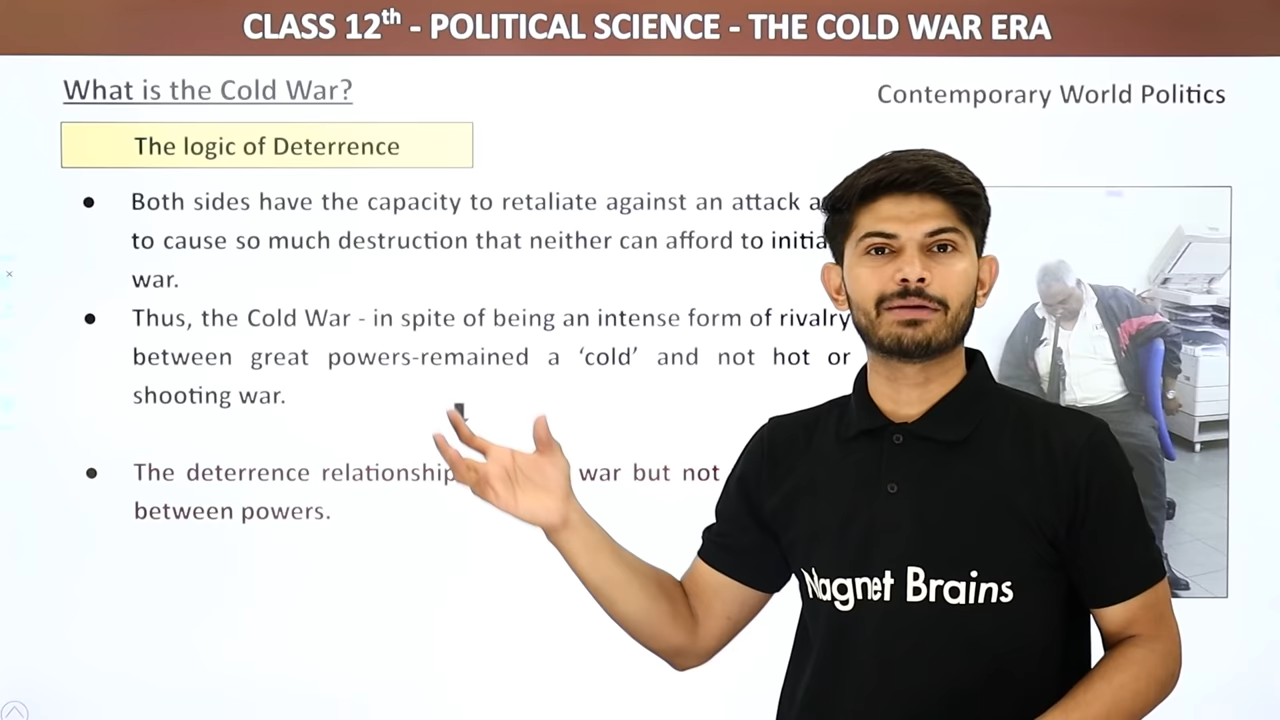 CLASS 12th - POLITICAL SCIENCE - THE COLD WAR ERA
What is the Cold War?
Contemporary World Politics
The logic of Deterrence
• Both sides have the capacity to retaliate against an attack
to cause so much destruction that neither can afford to
war.
• Thus, the Cold War - in spite of being an intense form of rivalry
between great powers-remained a ‘cold’ and not hot or
shooting war.
• The deterrence relationship war but not
between powers.
Magnet Brains